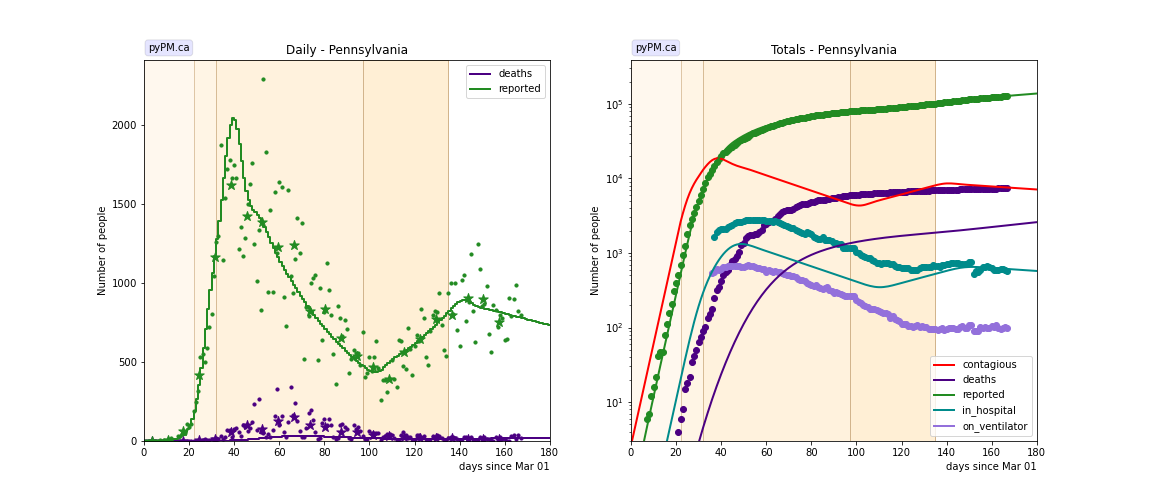 pyPM.ca
Daily - Pennsylvania
deaths
reported
Number of people
2000
1500
1000
500
0
0 20 40 60 80 100 120 140 160 180
days since Mar 01
pyPM.ca
Totals - Pennsylvania
Number of people
10^5
10^4
10^3
10^2
10^1
contagious
deaths
reported
in_hospital
on_ventilator
0 20 40 60 80 100 120 140 160 180
days since Mar 01